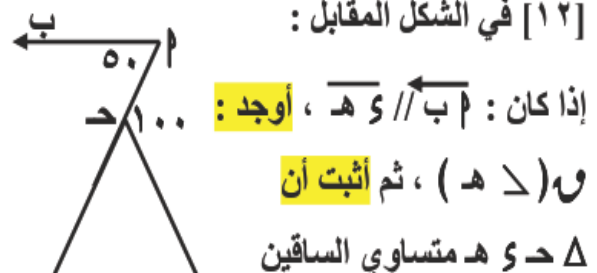 [١٢] في الشكل المقابل :
إذا كان : أ ب // د هـ ، أوجد :
ق( ∠ هـ ) ، ثم أثبت أن
Δ حـ د هـ متساوي الساقين
ب
٥٠
أ
حـ
١٠٠